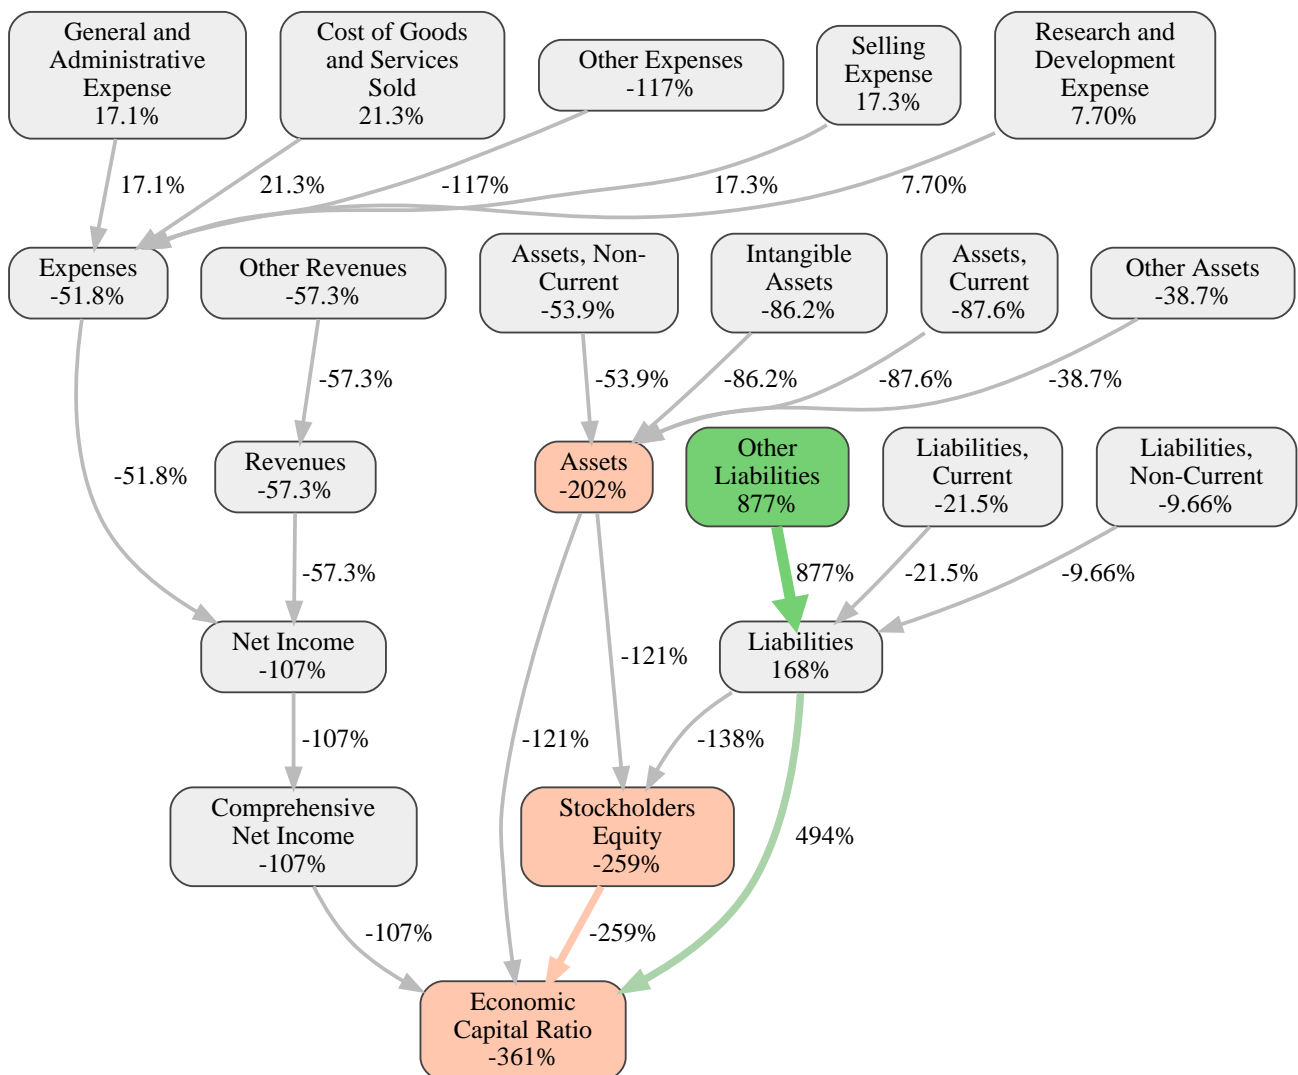 General and
Administrative
Expense
17.1%
Cost of Goods
and Services
Sold
21.3%
Other Expenses
-117%
Selling
Expense
17.3%
Research and
Development
Expense
7.70%
17.1%
21.3%
-117%
17.3%
7.70%
Expenses
-51.8%
Other Revenues
-57.3%
Assets, Non-
Current
-53.9%
Intangible
Assets
-86.2%
Assets,
Current
-87.6%
Other Assets
-38.7%
-57.3%
-53.9%
-86.2%
-87.6%
-38.7%
-51.8%
Revenues
-57.3%
Assets
-202%
Other
Liabilities
877%
Liabilities,
Current
-21.5%
Liabilities,
Non-Current
-9.66%
-57.3%
877%
-21.5%
-9.66%
Net Income
-107%
-121%
Liabilities
168%
-107%
-121%
-138%
Comprehensive
Net Income
-107%
Stockholders
Equity
-259%
494%
-107%
-259%
Economic
Capital Ratio
-361%